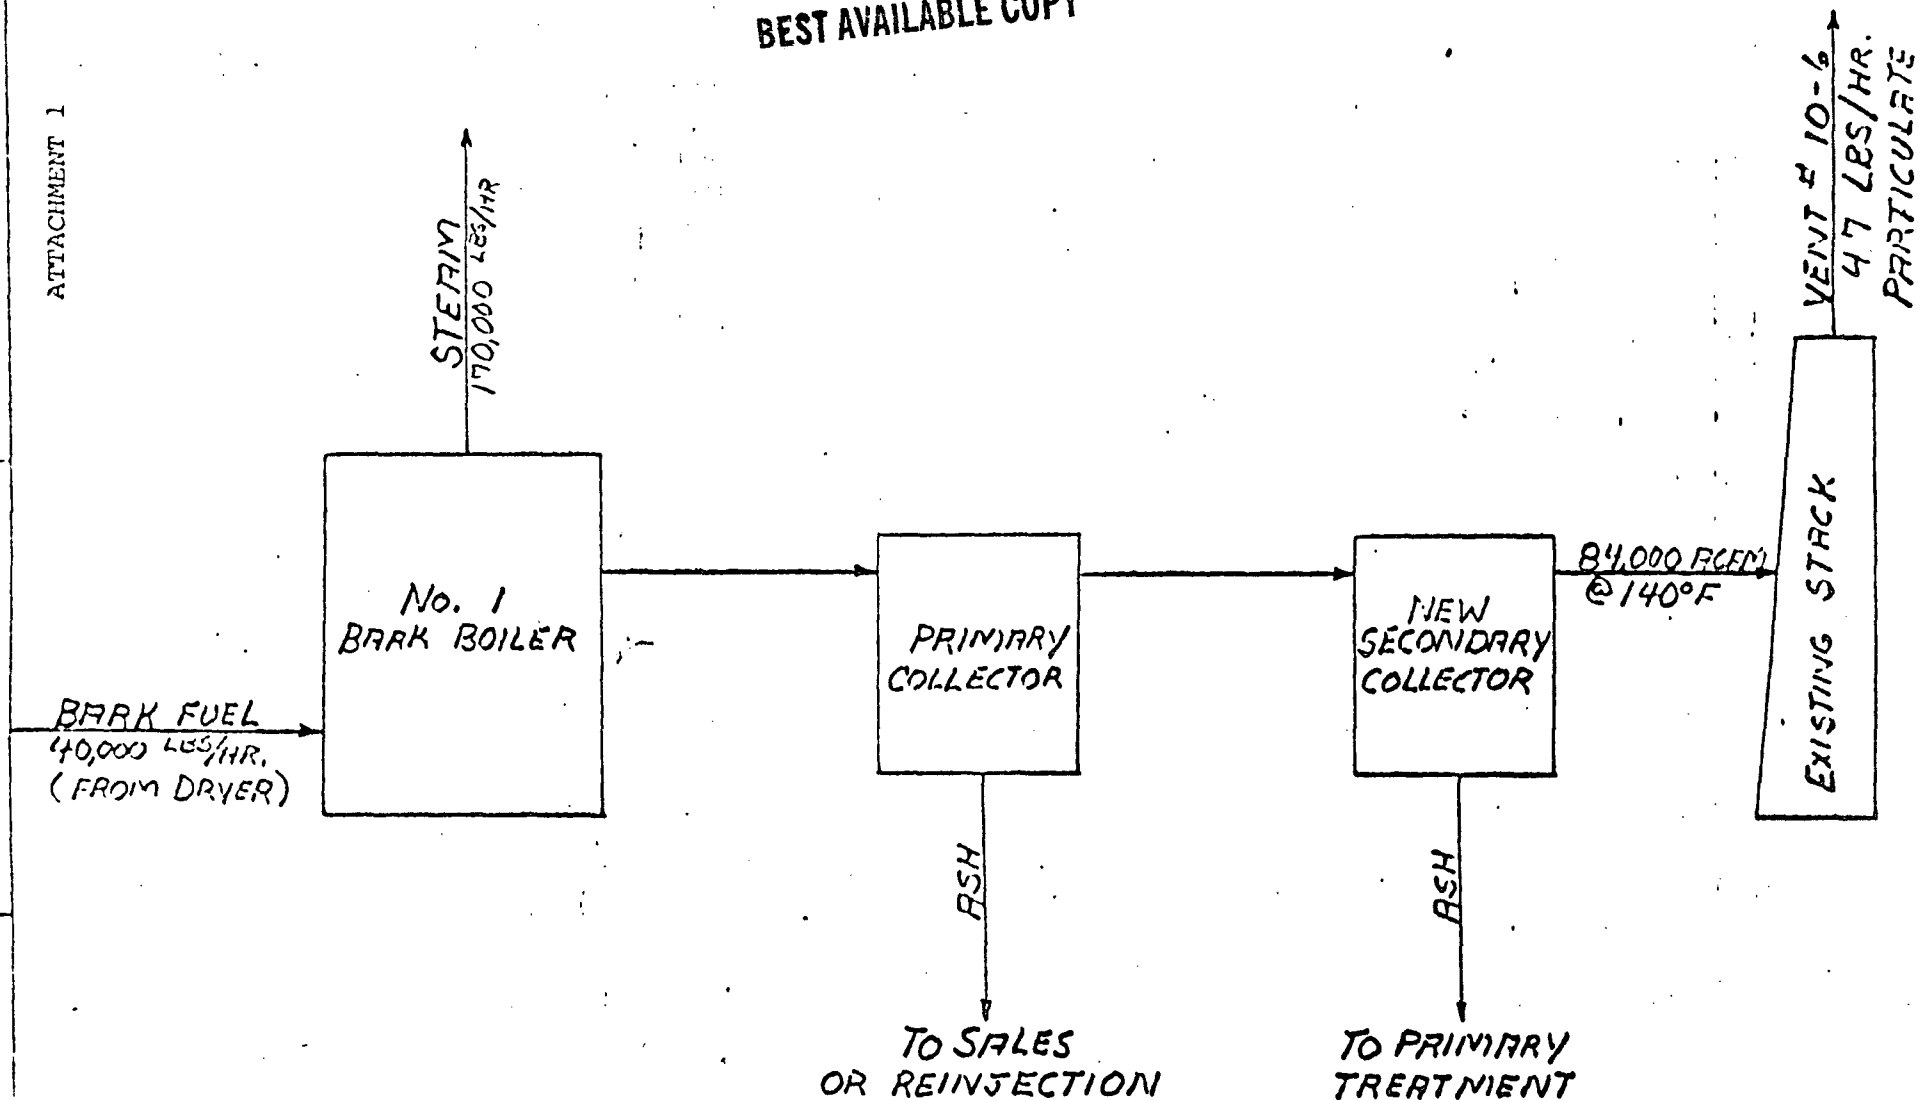 BEST AVAILABLE COPY
ATTACHMENT 1
STEAM
170,000 LBS/HR
VENT # 10-6
47 LBS/HR.
PARTICULATE
No. 1
BARK BOILER
BARK FUEL
40,000 LBS/HR.
(FROM DRYER)
PRIMARY
COLLECTOR
NEW
SECONDARY
COLLECTOR
84,000 ACFM
@ 140°F
EXISTING STACK
ASH
ASH
TO SALES
OR REINJECTION
TO PRIMARY
TREATMENT